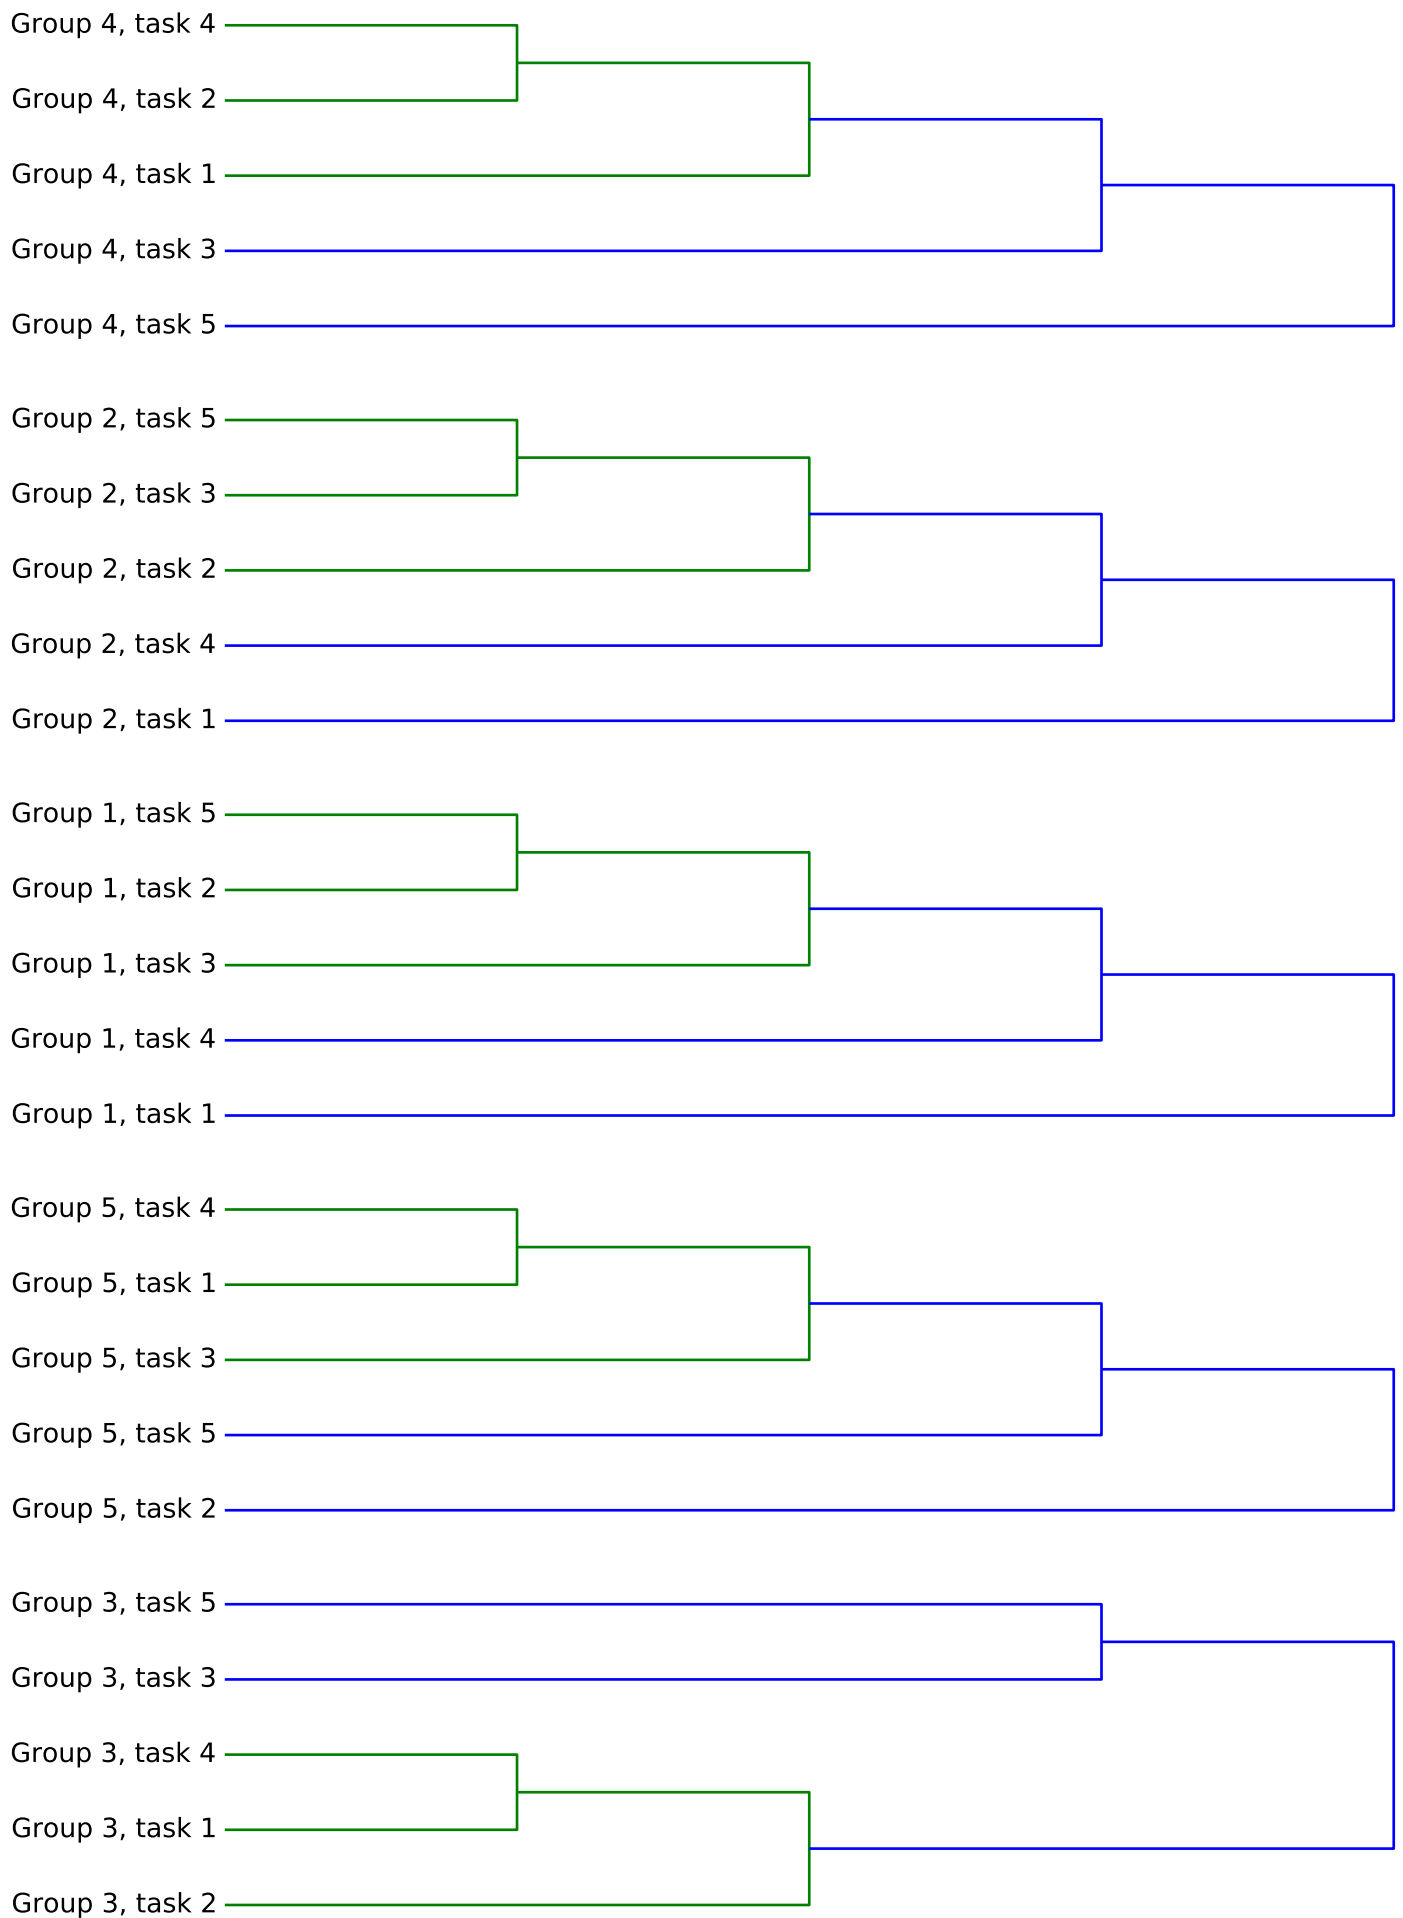 Group 4, task 4
Group 4, task 2
Group 4, task 1
Group 4, task 3
Group 4, task 5
Group 2, task 5
Group 2, task 3
Group 2, task 2
Group 2, task 4
Group 2, task 1
Group 1, task 5
Group 1, task 2
Group 1, task 3
Group 1, task 4
Group 1, task 1
Group 5, task 4
Group 5, task 1
Group 5, task 3
Group 5, task 5
Group 5, task 2
Group 3, task 5
Group 3, task 3
Group 3, task 4
Group 3, task 1
Group 3, task 2